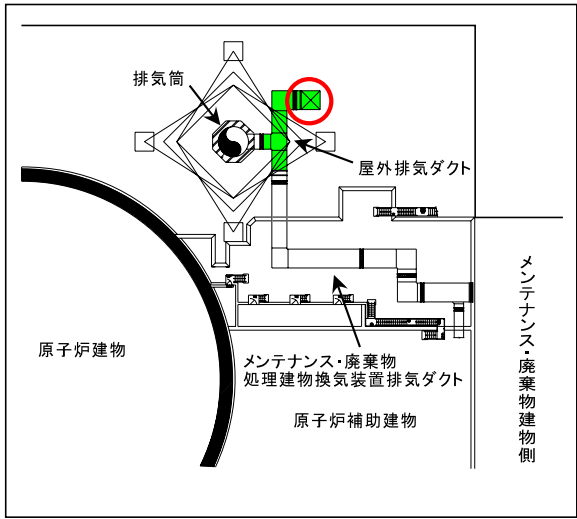 排気筒
屋外排気ダクト
原子炉建物
メンテナンス・廃棄物
処理建物換気装置排気ダクト
原子炉補助建物
メンテナンス・廃棄物建物側